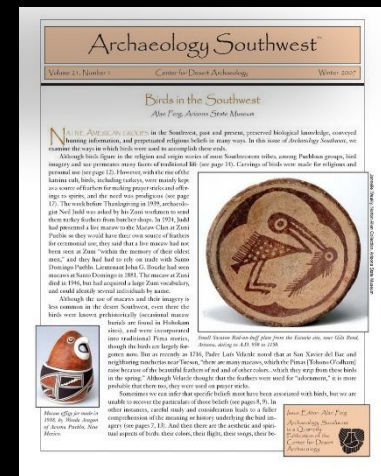 Archaeology Southwest™
Volume 21, Number 1
Center for Desert Archaeology
Winter 2007
Birds in the Southwest
Alan Ferg, Arizona State Museum
NATIVE AMERICAN GROUPS in the Southwest, past and present, preserved biological knowledge, conveyed
hunting information, and perpetuated religious beliefs in many ways. In this issue of Archaeology Southwest, we
examine the ways in which birds were used to accomplish these ends.
Although birds figure in the religion and origin stories of most Southwestern tribes, among Puebloan groups, bird
imagery and use permeates many facets of traditional life (see page 14). Carvings of birds were made for religious and
personal use (see page 12). However, with the rise of the
katsina cult, birds, including turkeys, were mainly kept
as a source of feathers for making prayer sticks and offer-
ings to spirits, and the need was prodigious (see page
17). The week before Thanksgiving in 1939, archaeolo-
gist Neil Judd was asked by his Zuni workmen to send
them turkey feathers from butcher shops. In 1924, Judd
had presented a live macaw to the Macaw Clan at Zuni
Pueblo so they would have their own source of feathers
for ceremonial use; they said that a live macaw had not
been seen at Zuni "within the memory of their oldest
men," and they had had to rely on trade with Santo
Domingo Pueblo. Lieutenant John G. Bourke had seen
macaws at Santo Domingo in 1881. The macaw at Zuni
died in 1946, but had acquired a large Zuni vocabulary,
and could identify several individuals by name.
Although the use of macaws and their imagery is
less common in the desert Southwest, even there the
birds were known prehistorically (occasional macaw
burials are found in Hohokam
sites), and were incorporated
into traditional Pima stories,
though the birds are largely for-
gotten now. But as recently as 1716, Padre Luis Velarde noted that at San Xavier del Bac and
neighboring rancherías near Tucson, "there are many macaws, which the Pimas [Tohono O'odham]
raise because of the beautiful feathers of red and of other colors...which they strip from these birds
in the spring." Although Velarde thought that the feathers were used for "adornment," it is more
probable that there too, they were used on prayer sticks.
Sometimes we can infer that specific beliefs must have been associated with birds, but we are
unable to recover the particulars of those beliefs (see pages 8, 9). In
other instances, careful study and consideration leads to a fuller
comprehension of the meaning or history underlying the bird im-
agery (see pages 7, 13). And then there are the aesthetic and spiri-
tual aspects of birds: their colors, their flight, their songs, their be-
Small Sacaton Red-on-buff plate from the
site, near Gila Bend,
Arizona, dating to A.D. 950 to 1150.
Macaw effigy jar made in
1998, by
of Acoma Pueblo, New
Mexico.
Issue Editor: Alan Ferg
Archaeology Southwest
is a Quarterly
Publication of the
Center for Desert
Archaeology